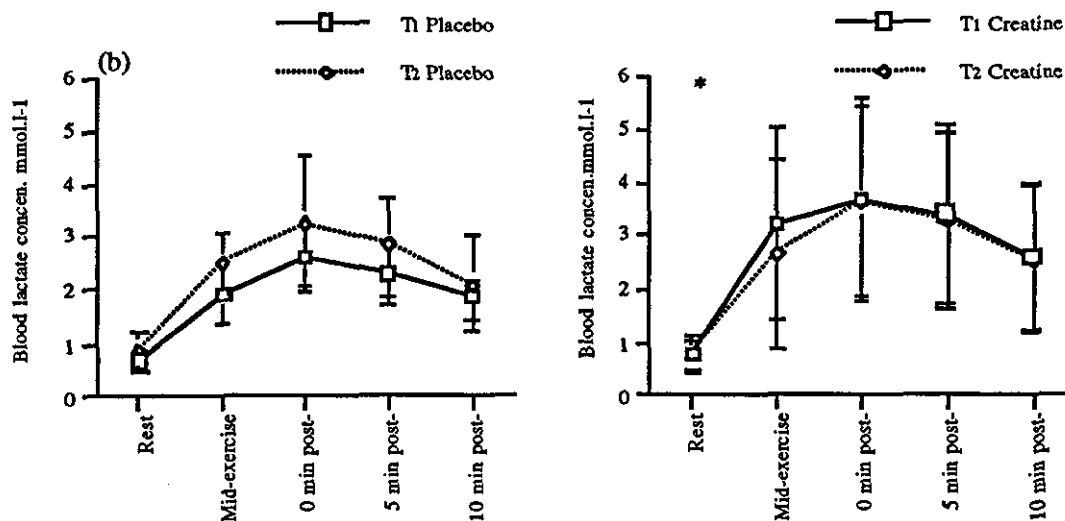 T1 Placebo
T2 Placebo
(b)
Blood lactate concen. mmol.l-1
6
5
4
3
2
1
0
Rest
Mid-exercise
0 min post-
5 min post-
10 min post-
T1 Creatine
T2 Creatine
*
Blood lactate concen.mmol.l-1
6
5
4
3
2
1
0
Rest
Mid-exercise
0 min post-
5 min post-
10 min post-